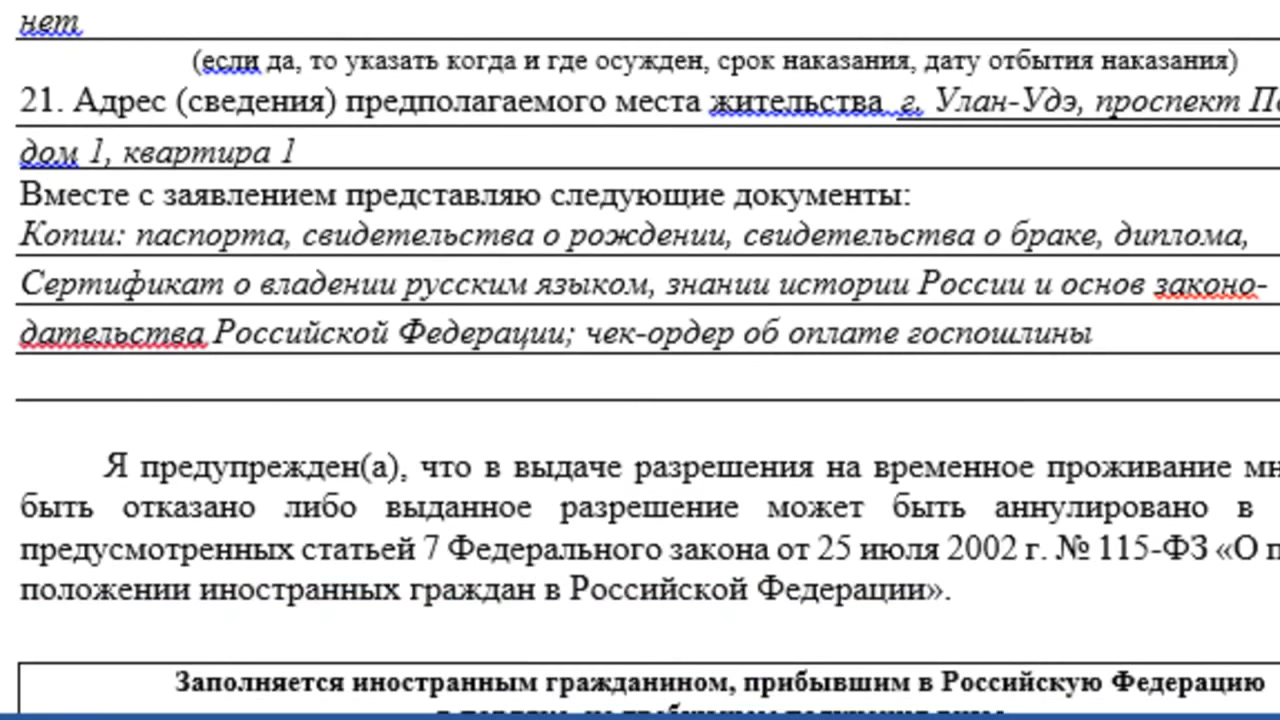 нет
(если да, то указать когда и где осужден, срок наказания, дату отбытия наказания)
21. Адрес (сведения) предполагаемого места жительства г. Улан-Удэ, проспект
дом 1, квартира 1
Вместе с заявлением представляю следующие документы:
Копии: паспорта, свидетельства о рождении, свидетельства о браке, диплома,
Сертификат о владении русским языком, знании истории России и основ законо-
дательства Российской Федерации; чек-ордер об оплате госпошлины
Я предупрежден(а), что в выдаче разрешения на временное проживание
быть отказано либо выданное разрешение может быть аннулировано в
предусмотренных статьей 7 Федерального закона от 25 июля 2002 г. № 115-ФЗ «О
положении иностранных граждан в Российской Федерации».
Заполняется иностранным гражданином, прибывшим в Российскую Федерацию